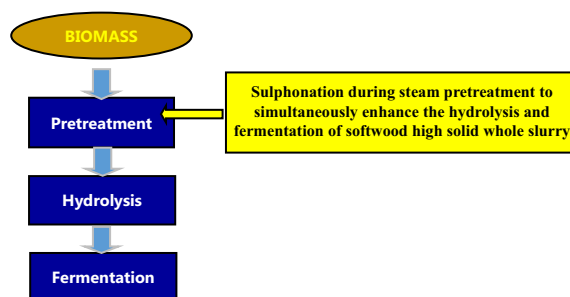 BIOMASS
Pretreatment
Sulphonation during steam pretreatment to
simultaneously enhance the hydrolysis and
fermentation of softwood high solid whole slurry
Hydrolysis
Fermentation